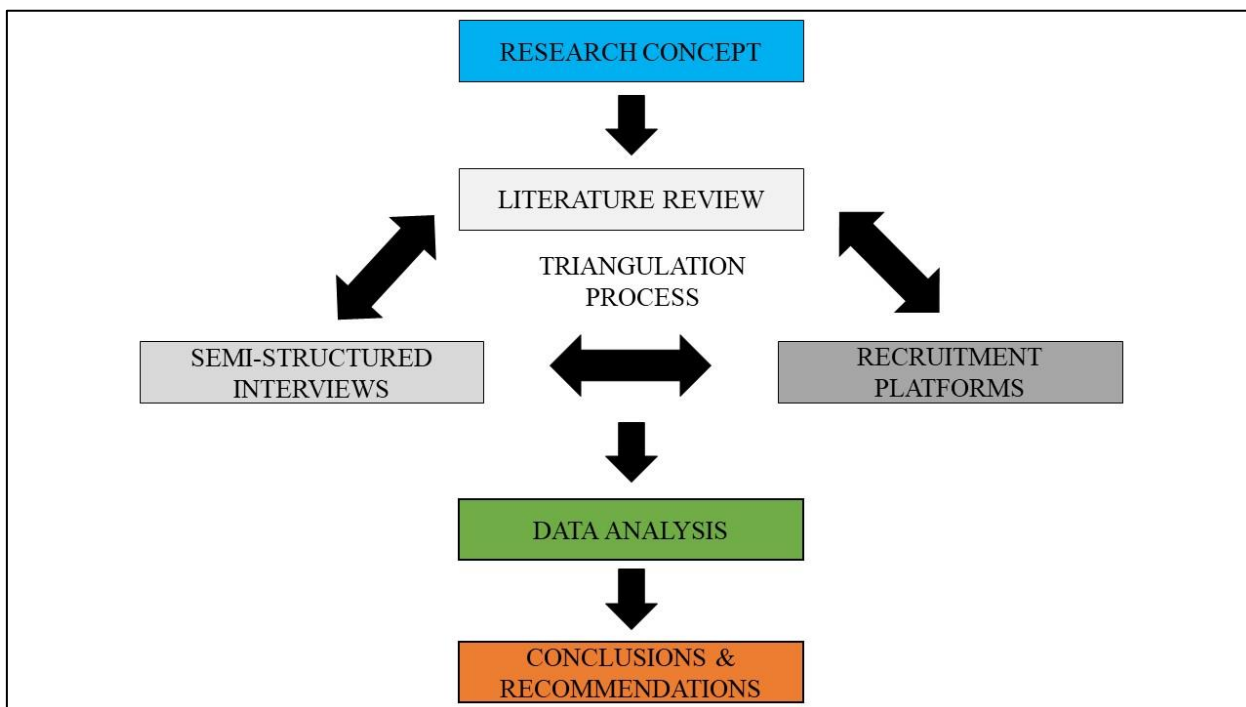 RESEARCH CONCEPT
LITERATURE REVIEW
TRIANGULATION
PROCESS
SEMI-STRUCTURED
INTERVIEWS
RECRUITMENT
PLATFORMS
DATA ANALYSIS
CONCLUSIONS &
RECOMMENDATIONS